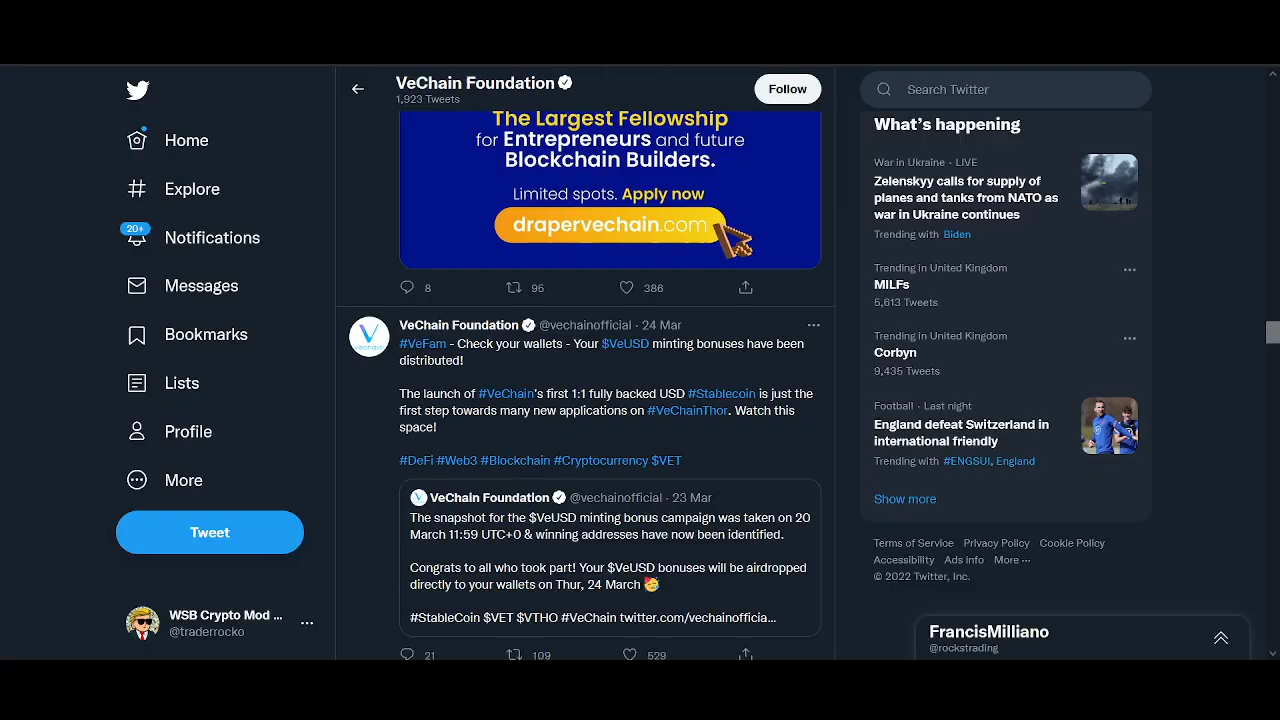 Home
Explore
20+
Notifications
Messages
Bookmarks
Lists
Profile
More
Tweet
WSB Crypto Mod ...
@traderrocko
VeChain Foundation
1,923 Tweets
Follow
The Largest Fellowship
for Entrepreneurs and future
Blockchain Builders.
Limited spots. Apply now
drapervechain.com
8 95 386
VeChain Foundation @vechainofficial · 24 Mar
#VeFam - Check your wallets - Your $VeUSD minting bonuses have been
distributed!
The launch of #VeChain's first 1:1 fully backed USD #Stablecoin is just the
first step towards many new applications on #VeChainThor. Watch this
space!
#DeFi #Web3 #Blockchain #Cryptocurrency $VET
vechain
VeChain Foundation @vechainofficial · 23 Mar
The snapshot for the $VeUSD minting bonus campaign was taken on 20
March 11:59 UTC+0 & winning addresses have now been identified.
Congrats to all who took part! Your $VeUSD bonuses will be airdropped
directly to your wallets on Thur, 24 March 🥳
#StableCoin $VET $VTHO #VeChain twitter.com/vechainofficia...
21 109 529
Search Twitter
What's happening
War in Ukraine · LIVE
Zelenskyy calls for supply of
planes and tanks from NATO as
war in Ukraine continues
Trending with Biden
Trending in United Kingdom
MILFs
5,613 Tweets
Trending in United Kingdom
Corbyn
9,435 Tweets
Football · Last night
England defeat Switzerland in
international friendly
Trending with #ENGSUI, England
Show more
Terms of Service Privacy Policy Cookie Policy
Accessibility Ads info More ···
© 2022 Twitter, Inc.
FrancisMilliano
@rockstrading